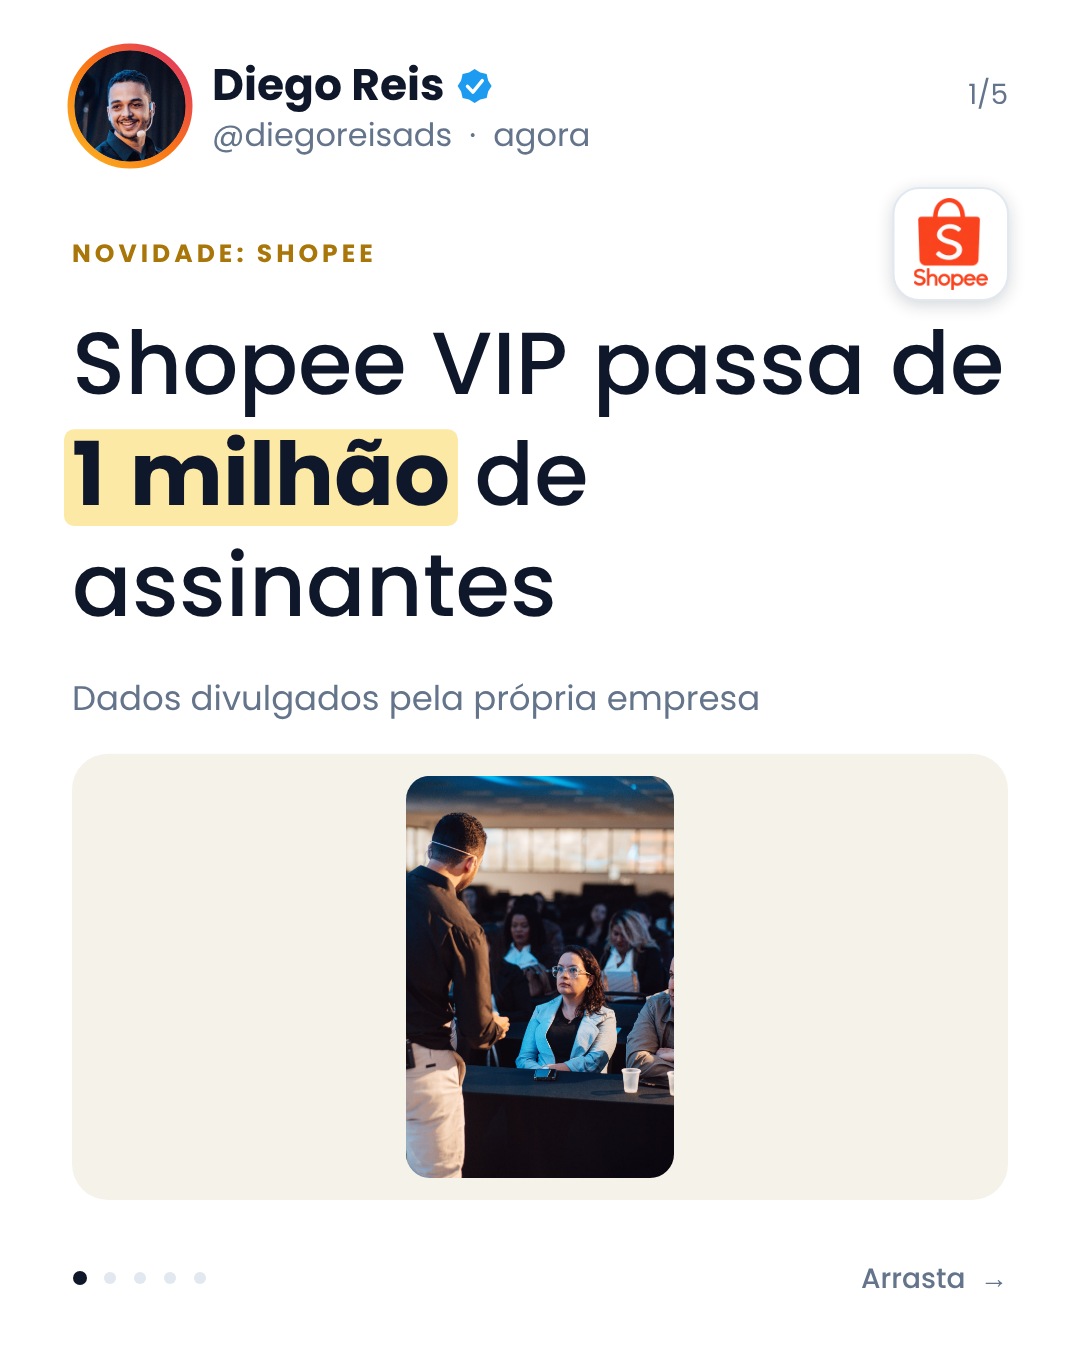 Diego Reis
@diegoreisads · agora
1/5
NOVIDADE: SHOPEE
S
Shopee
Shopee VIP passa de
1 milhão de
assinantes
Dados divulgados pela própria empresa
Arrasta →